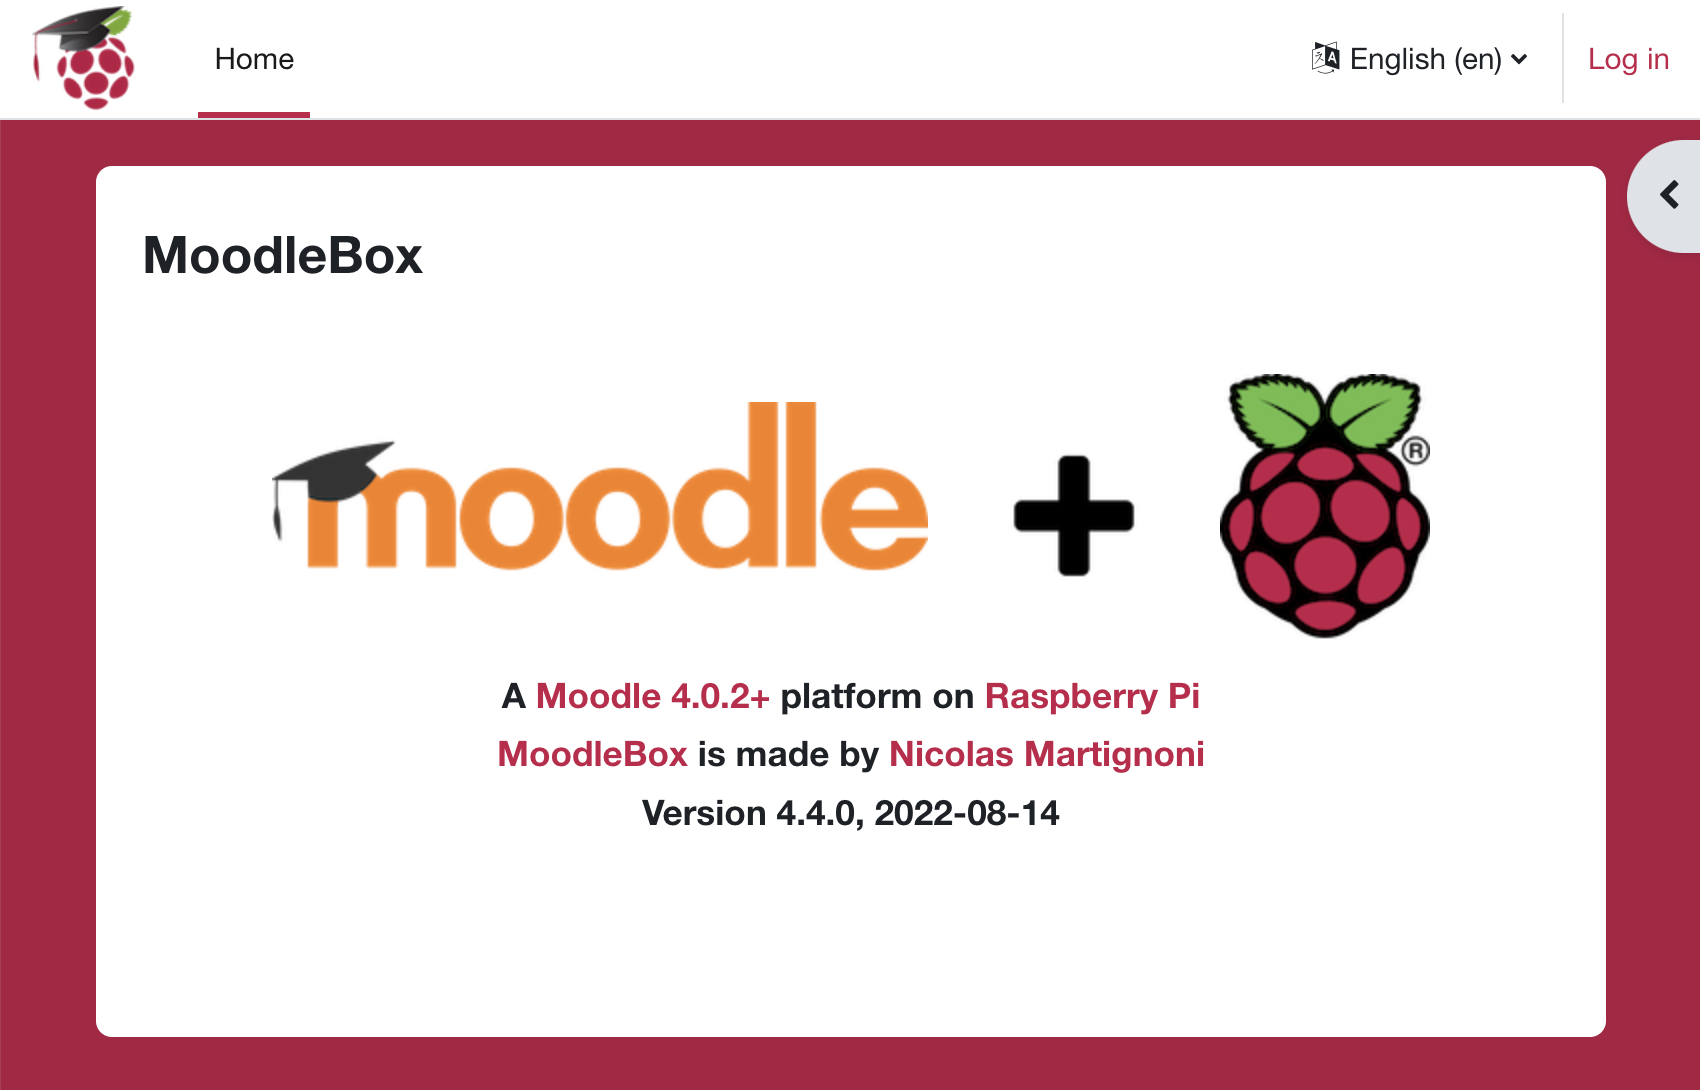 Home
English (en)
Log in
MoodleBox
moodle
®
A Moodle 4.0.2+ platform on Raspberry Pi
MoodleBox is made by Nicolas Martignoni
Version 4.4.0, 2022-08-14